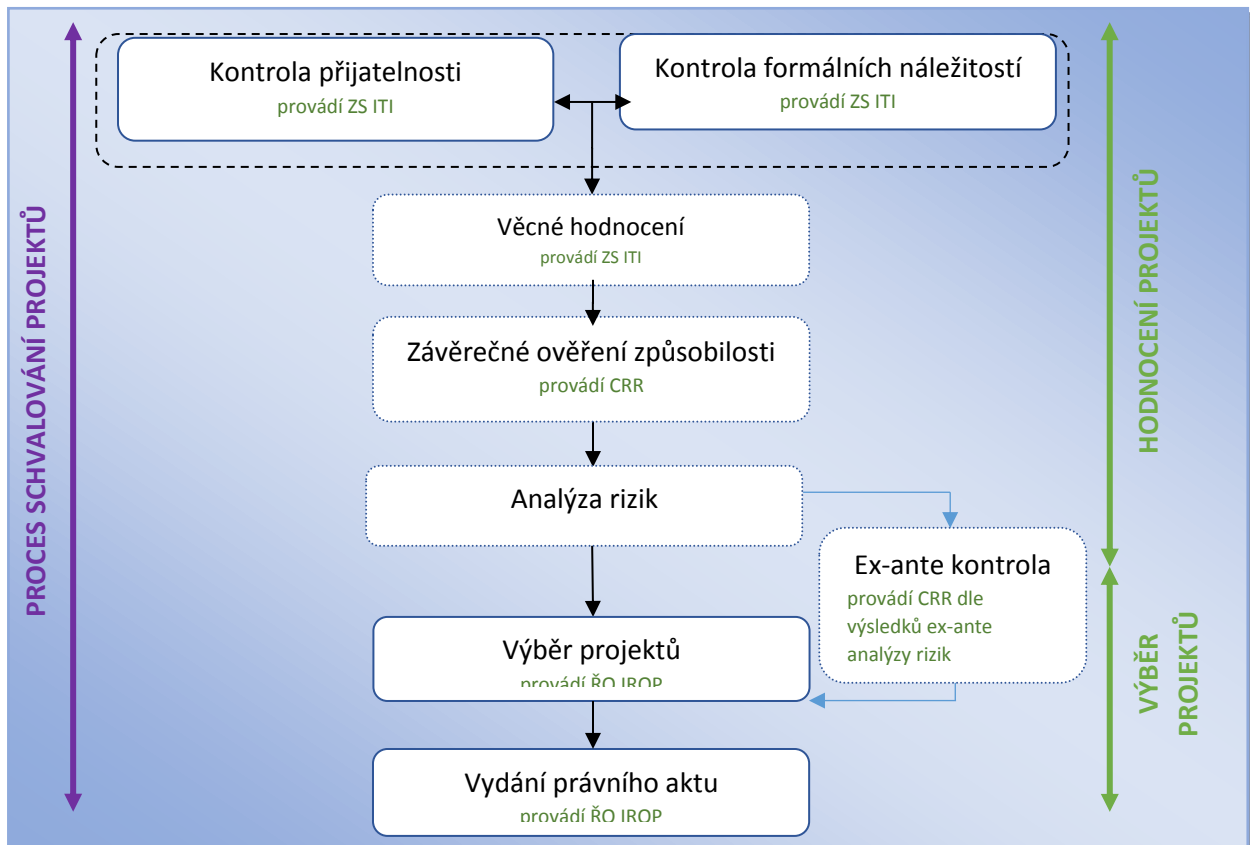 Kontrola přijatelnosti
provádí ZS ITI
Kontrola formálních náležitostí
provádí ZS ITI
Věcné hodnocení
provádí ZS ITI
Závěrečné ověření způsobilosti
provádí CRR
Analýza rizik
Ex-ante kontrola
provádí CRR dle
výsledků ex-ante
analýzy rizik
Výběr projektů
provádí ŘO IROP
Vydání právního aktu
provádí ŘO IROP
PROCES SCHVALOVÁNÍ PROJEKTŮ
HODNOCENÍ PROJEKTŮ
VÝBĚR
PROJEKTŮ